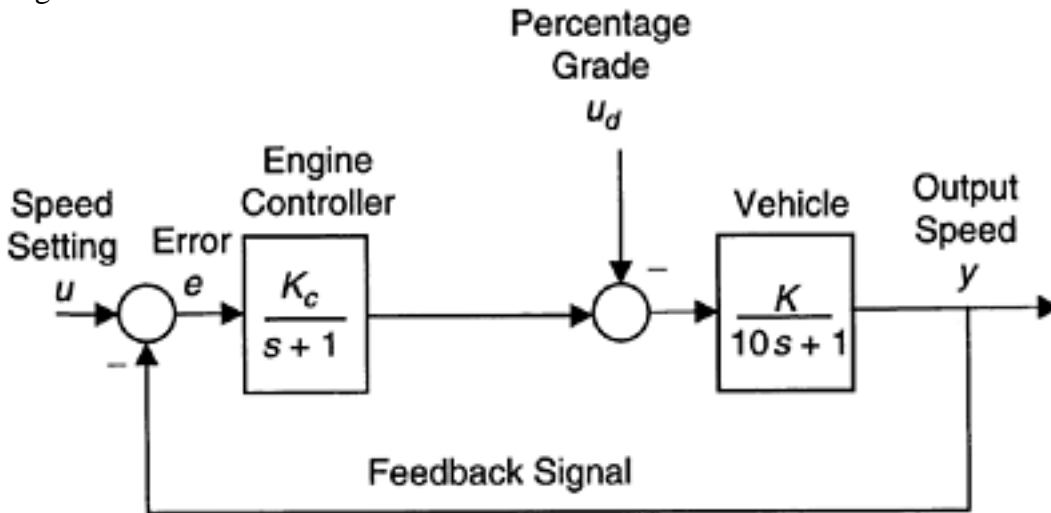 Percentage
Grade
u_d
Engine
Controller
Speed
Setting
u
Error
e
K_c
s + 1
−
−
Vehicle
K
10s + 1
Output
Speed
y
Feedback Signal